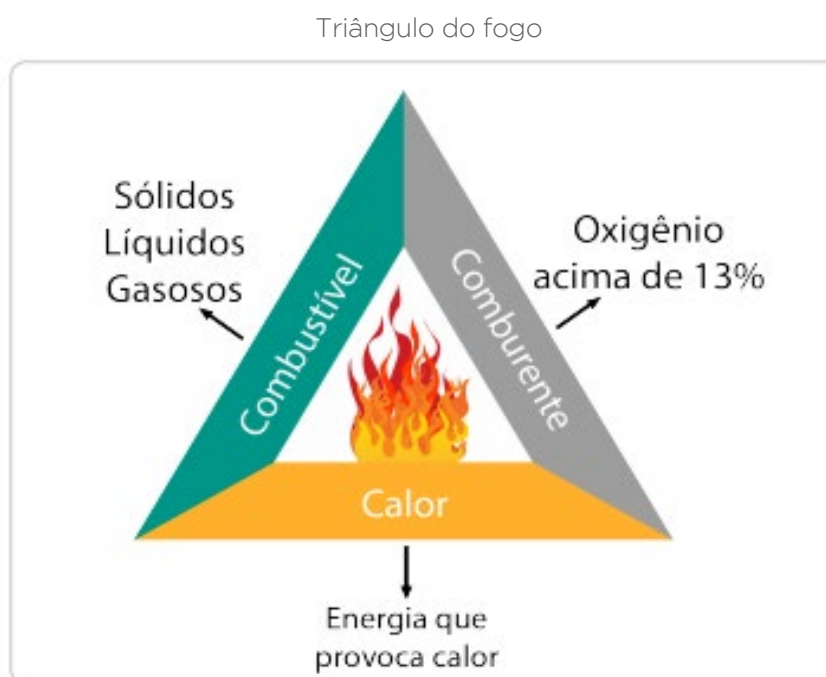 Triângulo do fogo
Sólidos
Líquidos
Gasosos
Combustível
Comburente
Oxigênio
acima de 13%
Calor
Energia que
provoca calor